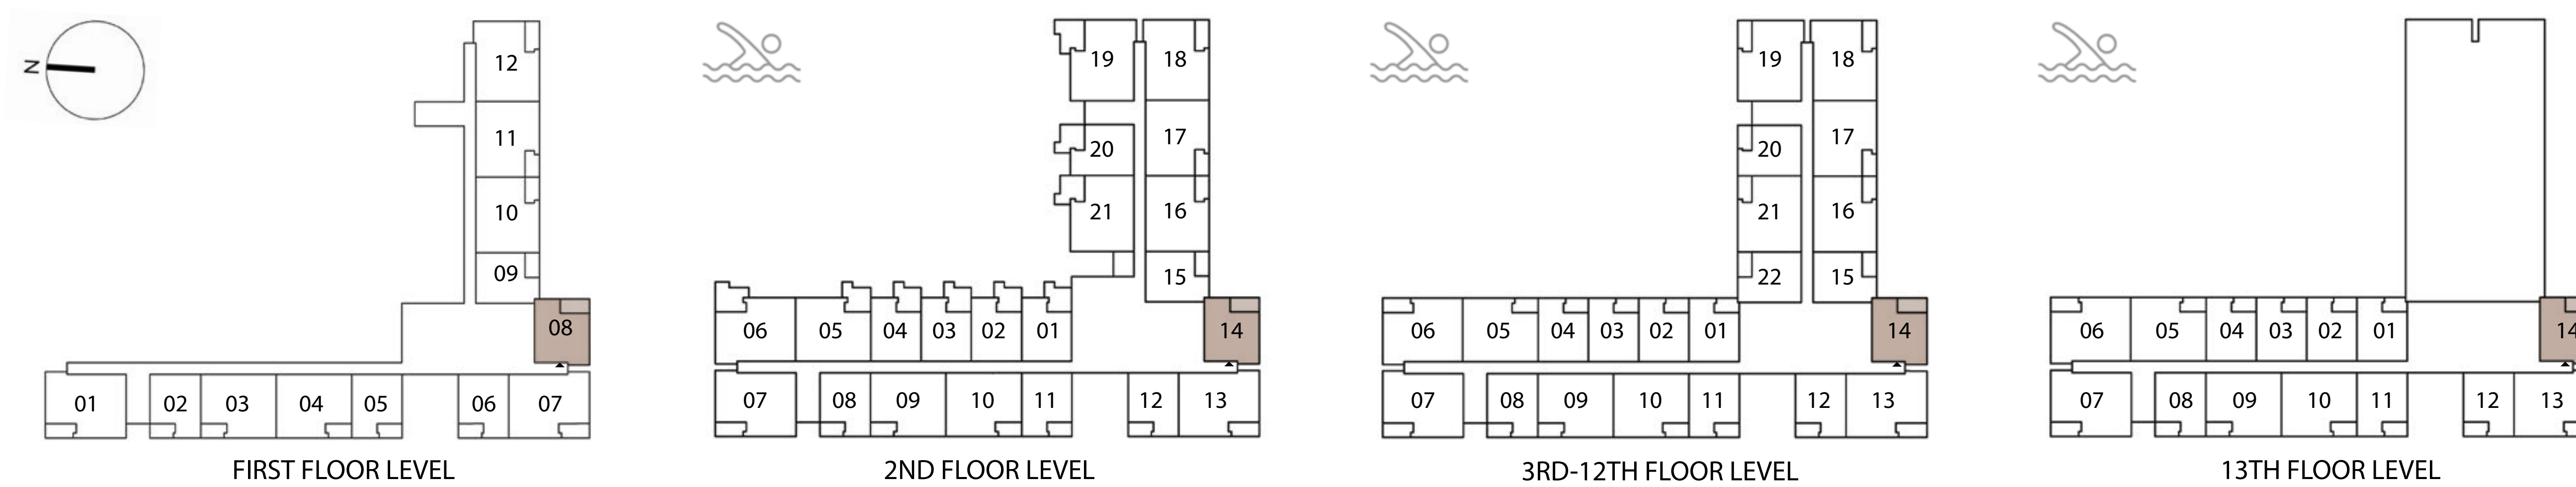 N
12
11
10
09
08
01 02 03 04 05 06 07
FIRST FLOOR LEVEL
19 18
17
20
21 16
15
06 05 04 03 02 01 14
07 08 09 10 11 12 13
2ND FLOOR LEVEL
19 18
17
20
21 16
22 15
06 05 04 03 02 01 14
07 08 09 10 11 12 13
3RD-12TH FLOOR LEVEL
06 05 04 03 02 01 14
07 08 09 10 11 12 13
13TH FLOOR LEVEL